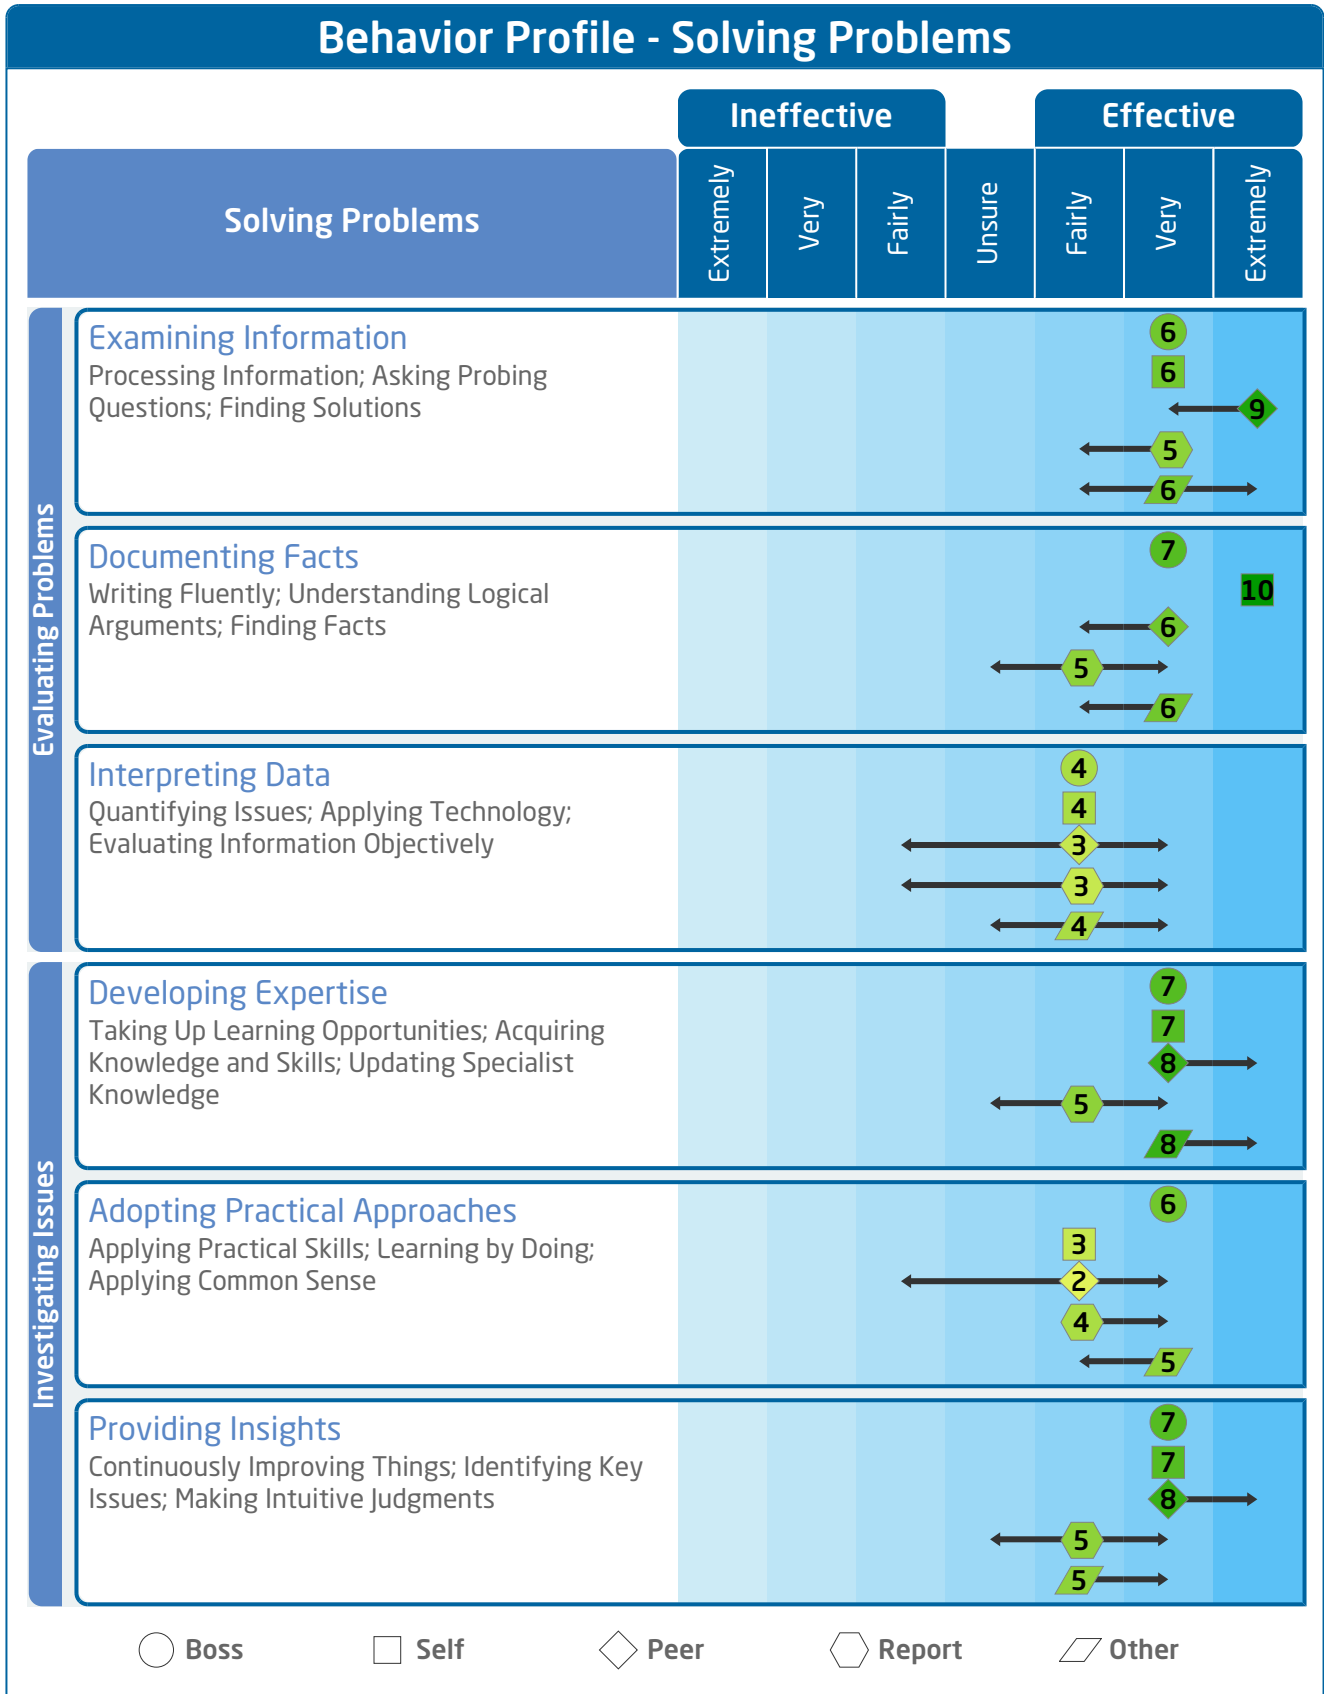 Behavior Profile - Solving Problems
Ineffective
Effective
Solving Problems
Extremely
Very
Fairly
Unsure
Fairly
Very
Extremely
Evaluating Problems
Examining Information
Processing Information; Asking Probing
Questions; Finding Solutions
6
6
9
5
6
Documenting Facts
Writing Fluently; Understanding Logical
Arguments; Finding Facts
7
10
6
5
6
Interpreting Data
Quantifying Issues; Applying Technology;
Evaluating Information Objectively
4
4
3
3
4
Investigating Issues
Developing Expertise
Taking Up Learning Opportunities; Acquiring
Knowledge and Skills; Updating Specialist
Knowledge
7
7
8
5
8
Adopting Practical Approaches
Applying Practical Skills; Learning by Doing;
Applying Common Sense
6
3
2
4
5
Providing Insights
Continuously Improving Things; Identifying Key
Issues; Making Intuitive Judgments
7
7
8
5
5
Boss
Self
Peer
Report
Other